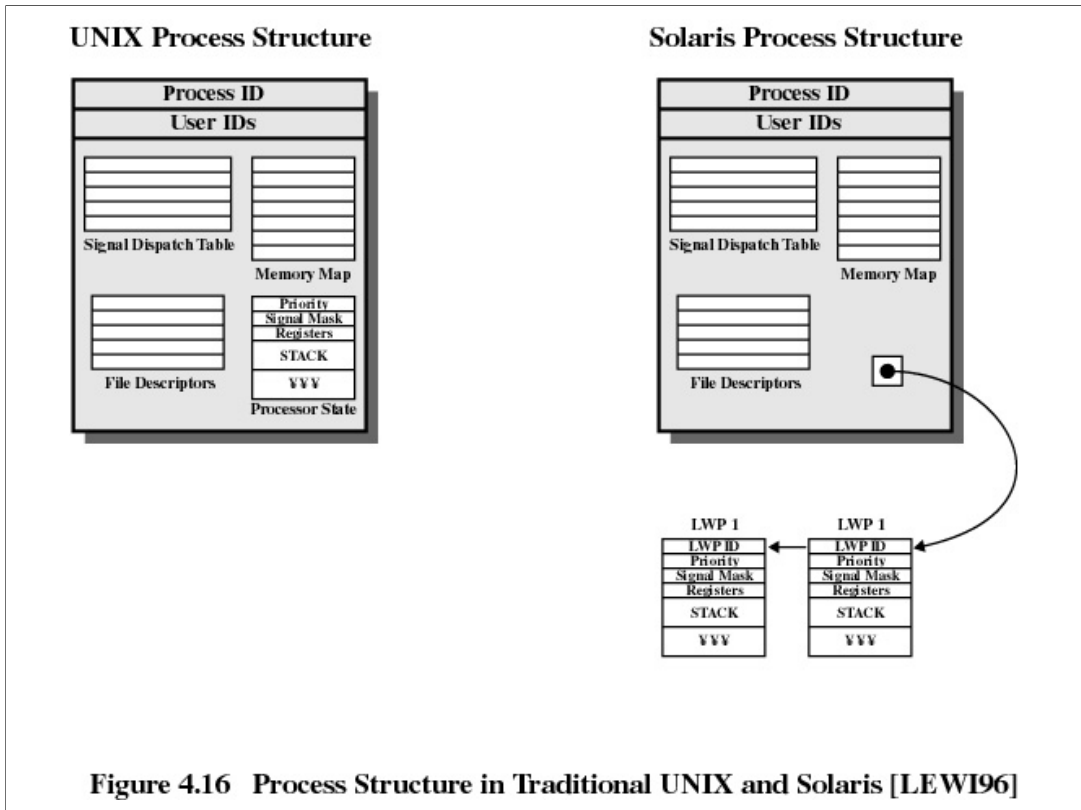 UNIX Process Structure
Process ID
User IDs
Signal Dispatch Table
Memory Map
Priority
Signal Mask
Registers
STACK
¥¥¥
File Descriptors
Processor State
Solaris Process Structure
Process ID
User IDs
Signal Dispatch Table
Memory Map
File Descriptors
LWP 1
LWP ID
Priority
Signal Mask
Registers
STACK
¥¥¥
LWP 1
LWP ID
Priority
Signal Mask
Registers
STACK
¥¥¥
Figure 4.16 Process Structure in Traditional UNIX and Solaris [LEWI96]